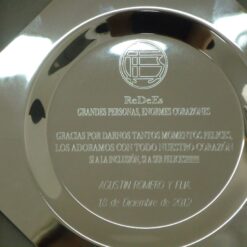 ReDeEs
GRANDES PERSONAS, ENORMES CORAZONES
GRACIAS POR DARNOS TANTOS MOMENTOS FELICES,
LOS ADORAMOS CON TODO NUESTRO CORAZÓN
SI A LA INCLUSIÓN, SI A SER FELICES!!!!!!!
AGUSTIN ROMERO Y FLIA.
18 de Diciembre de 2012